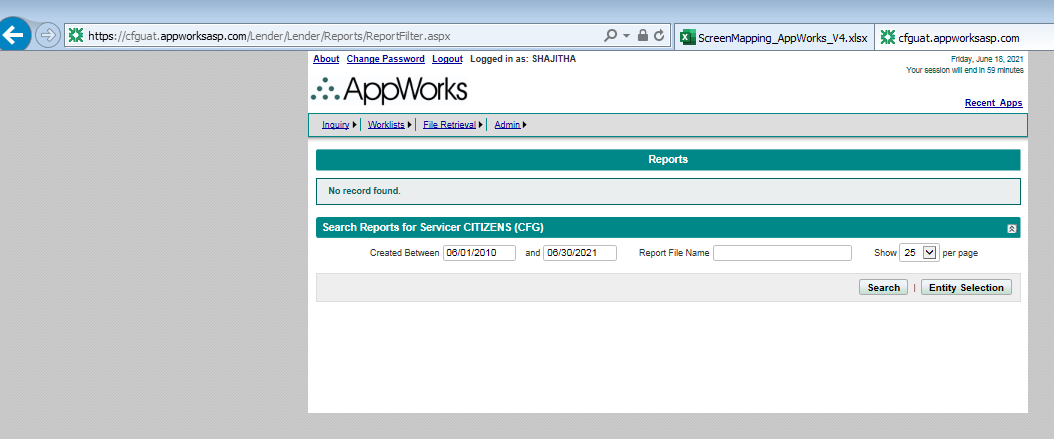 https://cfguat.appworksasp.com/Lender/Lender/Reports/ReportFilter.aspx
ScreenMapping_AppWorks_V4.xlsx
cfguat.appworksasp.com
About Change Password Logout Logged in as: SHAJITHA
Friday, June 18, 2021
Your session will end in 59 minutes
AppWorks
Recent Apps
Inquiry Worklists File Retrieval Admin
Reports
No record found.
Search Reports for Servicer CITIZENS (CFG)
Created Between 06/01/2010 and 06/30/2021 Report File Name Show 25 per page
Search | Entity Selection